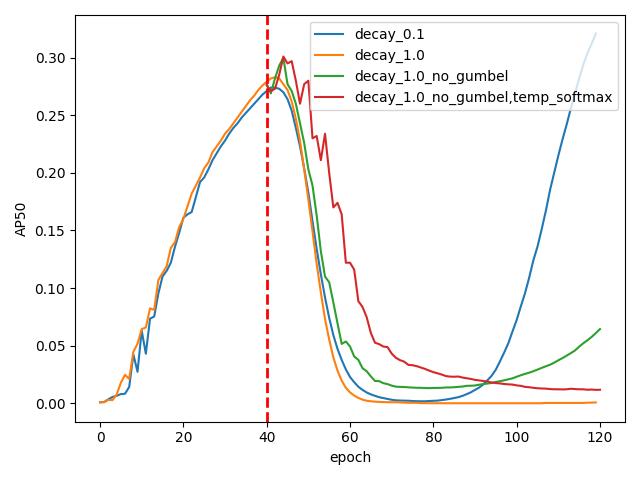 decay_0.1
decay_1.0
decay_1.0_no_gumbel
decay_1.0_no_gumbel,temp_softmax
0.30
0.25
0.20
0.15
0.10
0.05
0.00
AP50
0 20 40 60 80 100 120
epoch